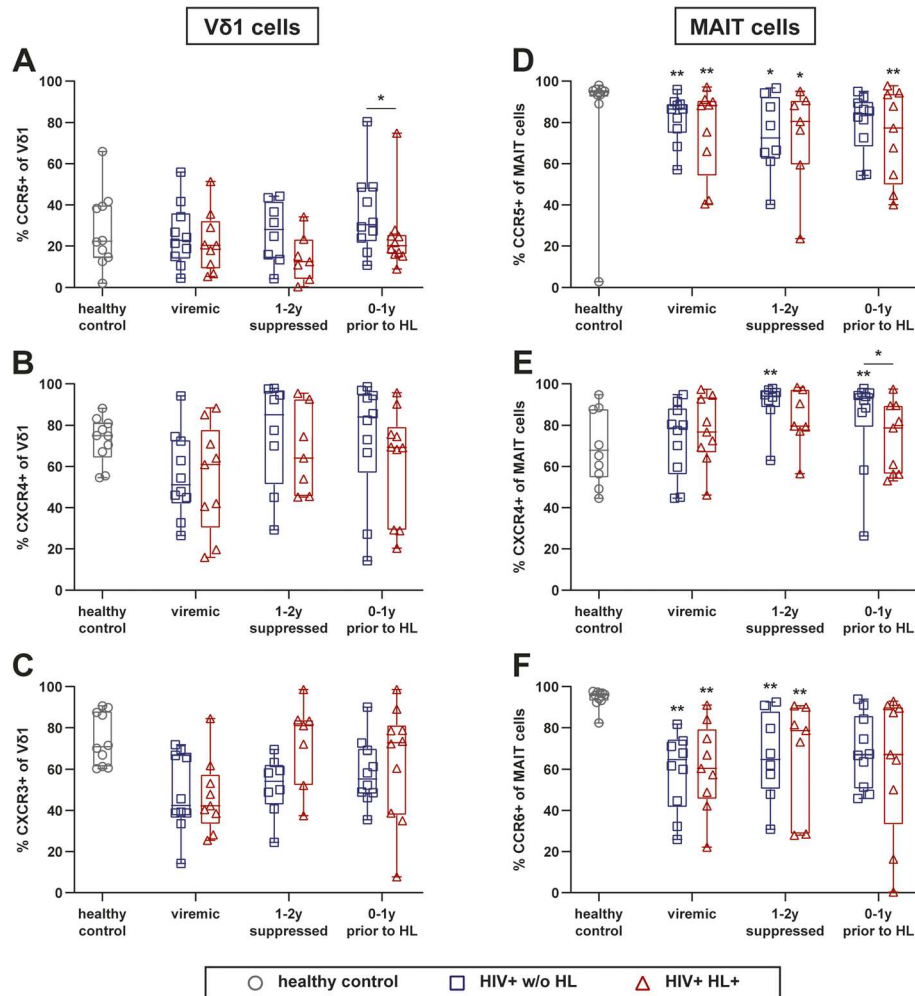 Vδ1 cells
MAIT cells
A
% CCR5+ of Vδ1
100
80
60
40
20
0
*
healthy control
viremic
1-2y suppressed
0-1y prior to HL
D
% CCR5+ of MAIT cells
100
80
60
40
20
0
** ** * * **
healthy control
viremic
1-2y suppressed
0-1y prior to HL
B
% CXCR4+ of Vδ1
100
80
60
40
20
0
healthy control
viremic
1-2y suppressed
0-1y prior to HL
E
% CXCR4+ of MAIT cells
100
80
60
40
20
0
** ** *
healthy control
viremic
1-2y suppressed
0-1y prior to HL
C
% CXCR3+ of Vδ1
100
80
60
40
20
0
healthy control
viremic
1-2y suppressed
0-1y prior to HL
F
% CCR6+ of MAIT cells
100
80
60
40
20
0
** ** ** **
healthy control
viremic
1-2y suppressed
0-1y prior to HL
healthy control HIV+ w/o HL HIV+ HL+